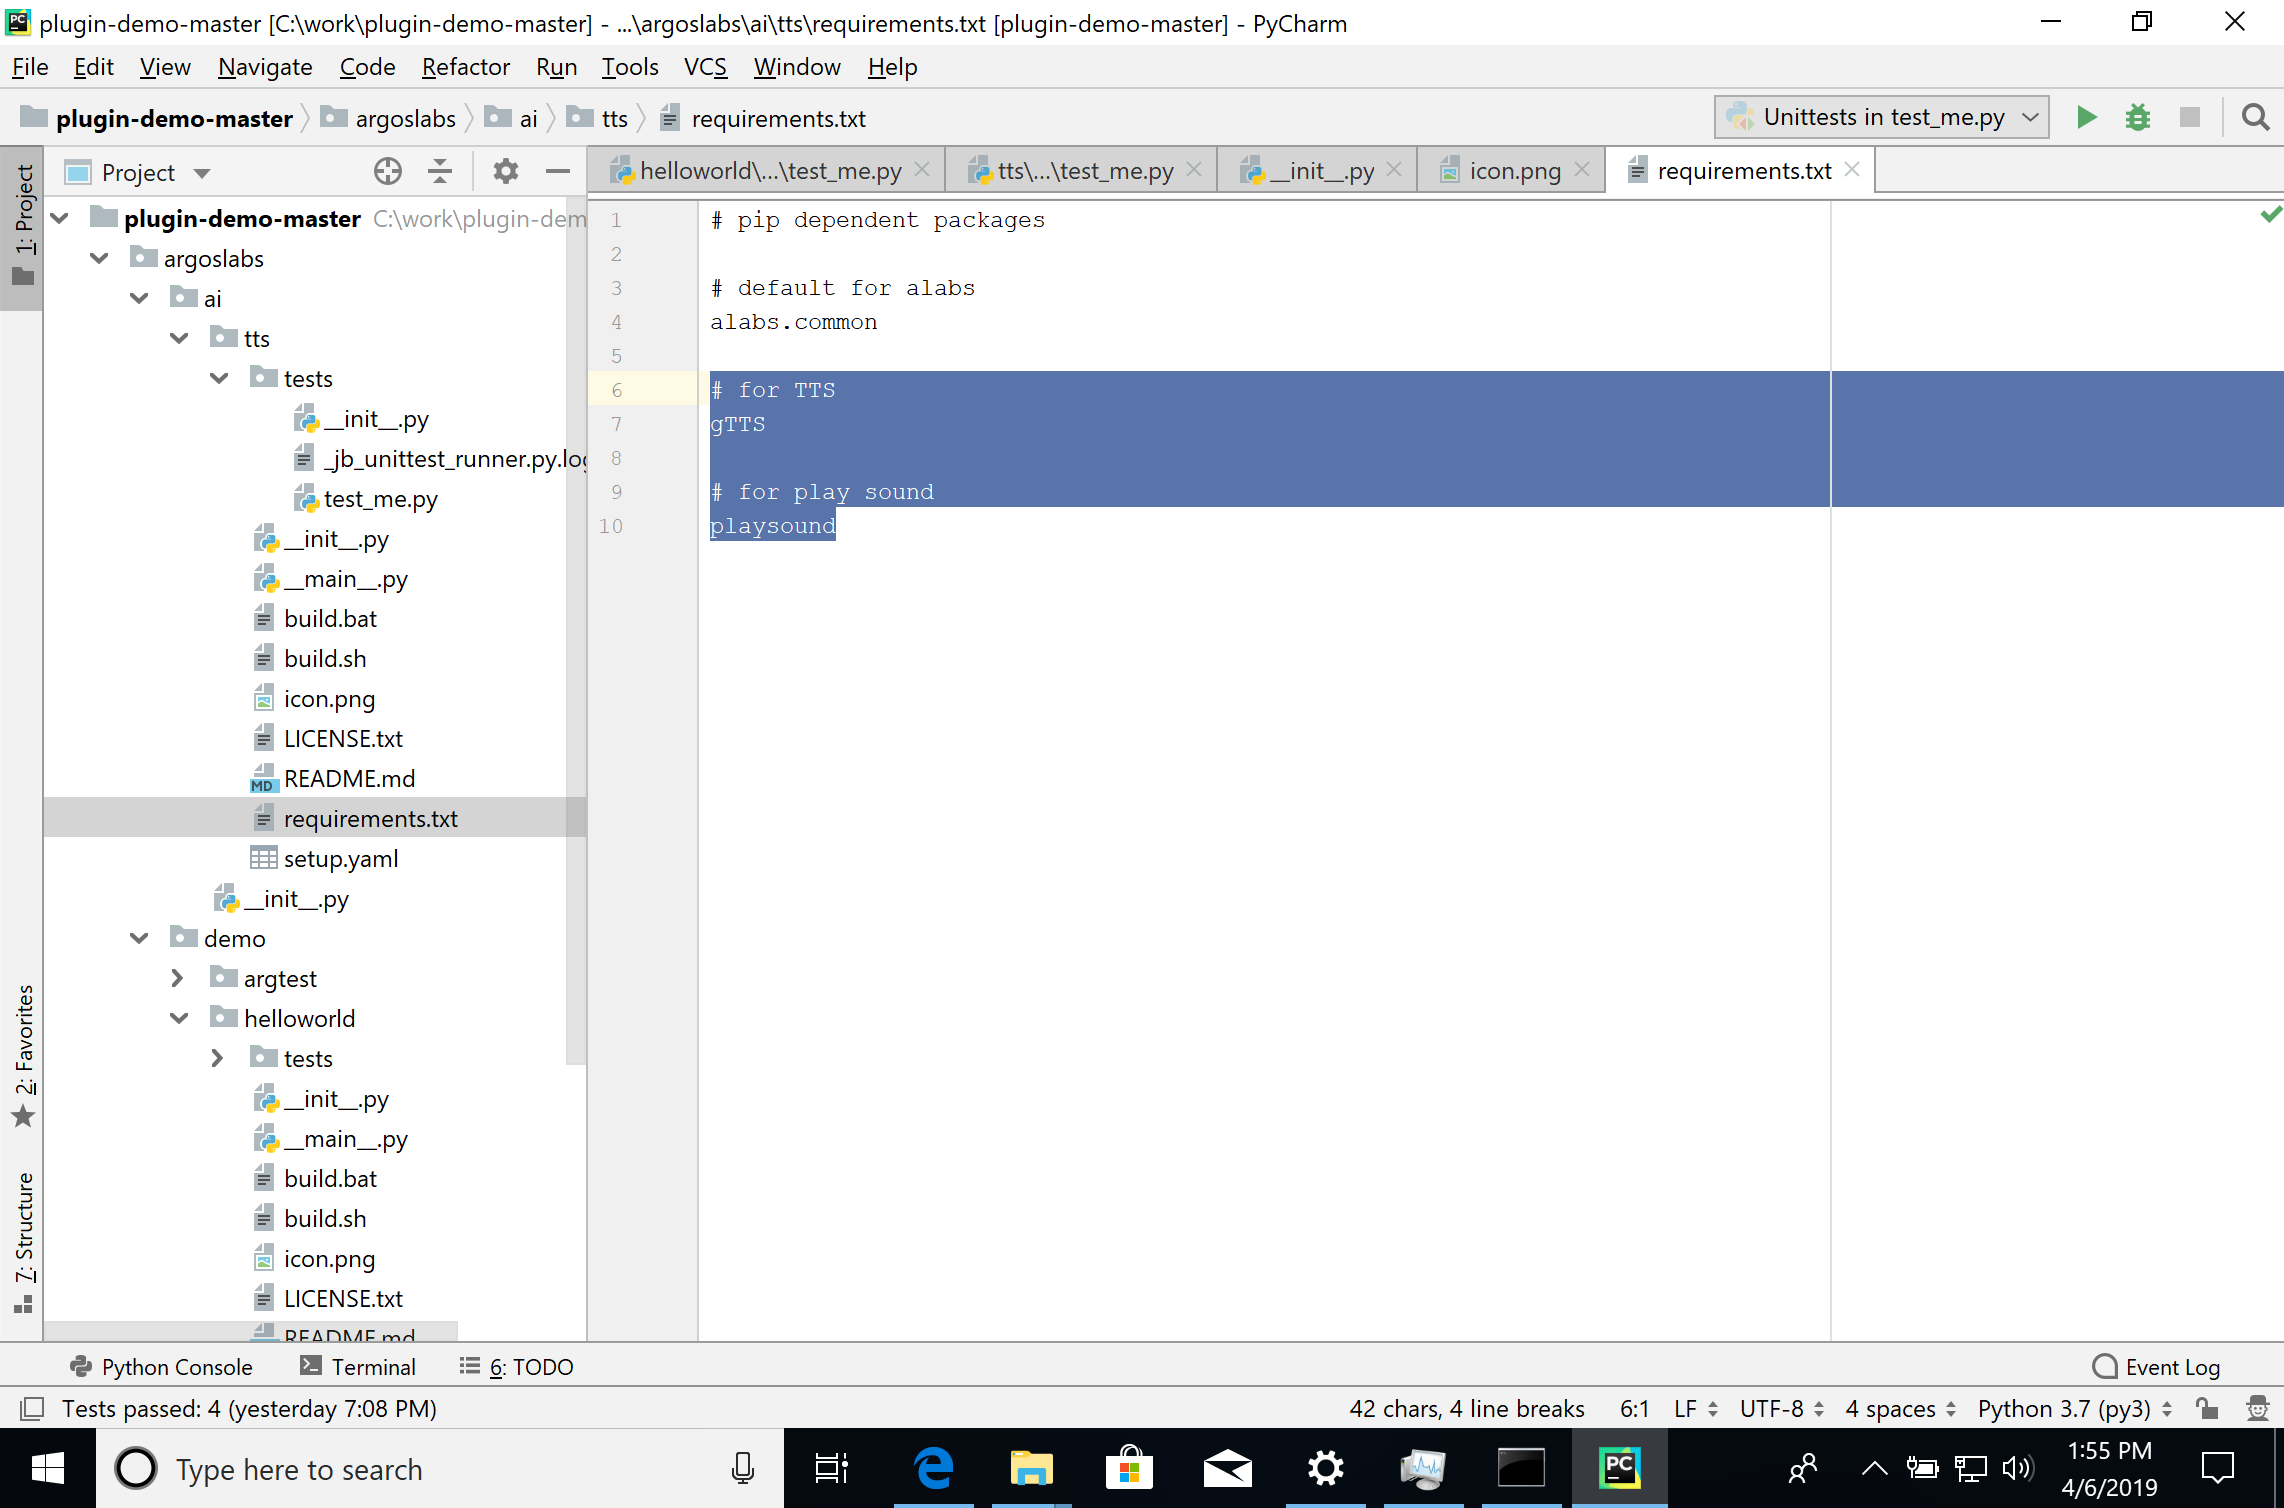 plugin-demo-master [C:\work\plugin-demo-master] - ...\argoslabs\ai\tts\requirements.txt [plugin-demo-master] - PyCharm
File Edit View Navigate Code Refactor Run Tools VCS Window Help
plugin-demo-master argoslabs ai tts requirements.txt
Unittests in test_me.py
1: Project
2: Favorites
7: Structure
Project
plugin-demo-master C:\work\plugin-dem
argoslabs
ai
tts
tests
__init__.py
_jb_unittest_runner.py.log
test_me.py
__init__.py
__main__.py
build.bat
build.sh
icon.png
LICENSE.txt
MD README.md
requirements.txt
setup.yaml
__init__.py
demo
argtest
helloworld
tests
__init__.py
__main__.py
build.bat
build.sh
icon.png
LICENSE.txt
README.md
helloworld\...\test_me.py tts\...\test_me.py __init__.py icon.png requirements.txt
1 # pip dependent packages
2
3 # default for alabs
4 alabs.common
5
6 # for TTS
7 gTTS
8
9 # for play sound
10 playsound
Python Console Terminal 6: TODO Event Log
Tests passed: 4 (yesterday 7:08 PM) 42 chars, 4 line breaks 6:1 LF UTF-8 4 spaces Python 3.7 (py3)
Type here to search
PC
1:55 PM
4/6/2019